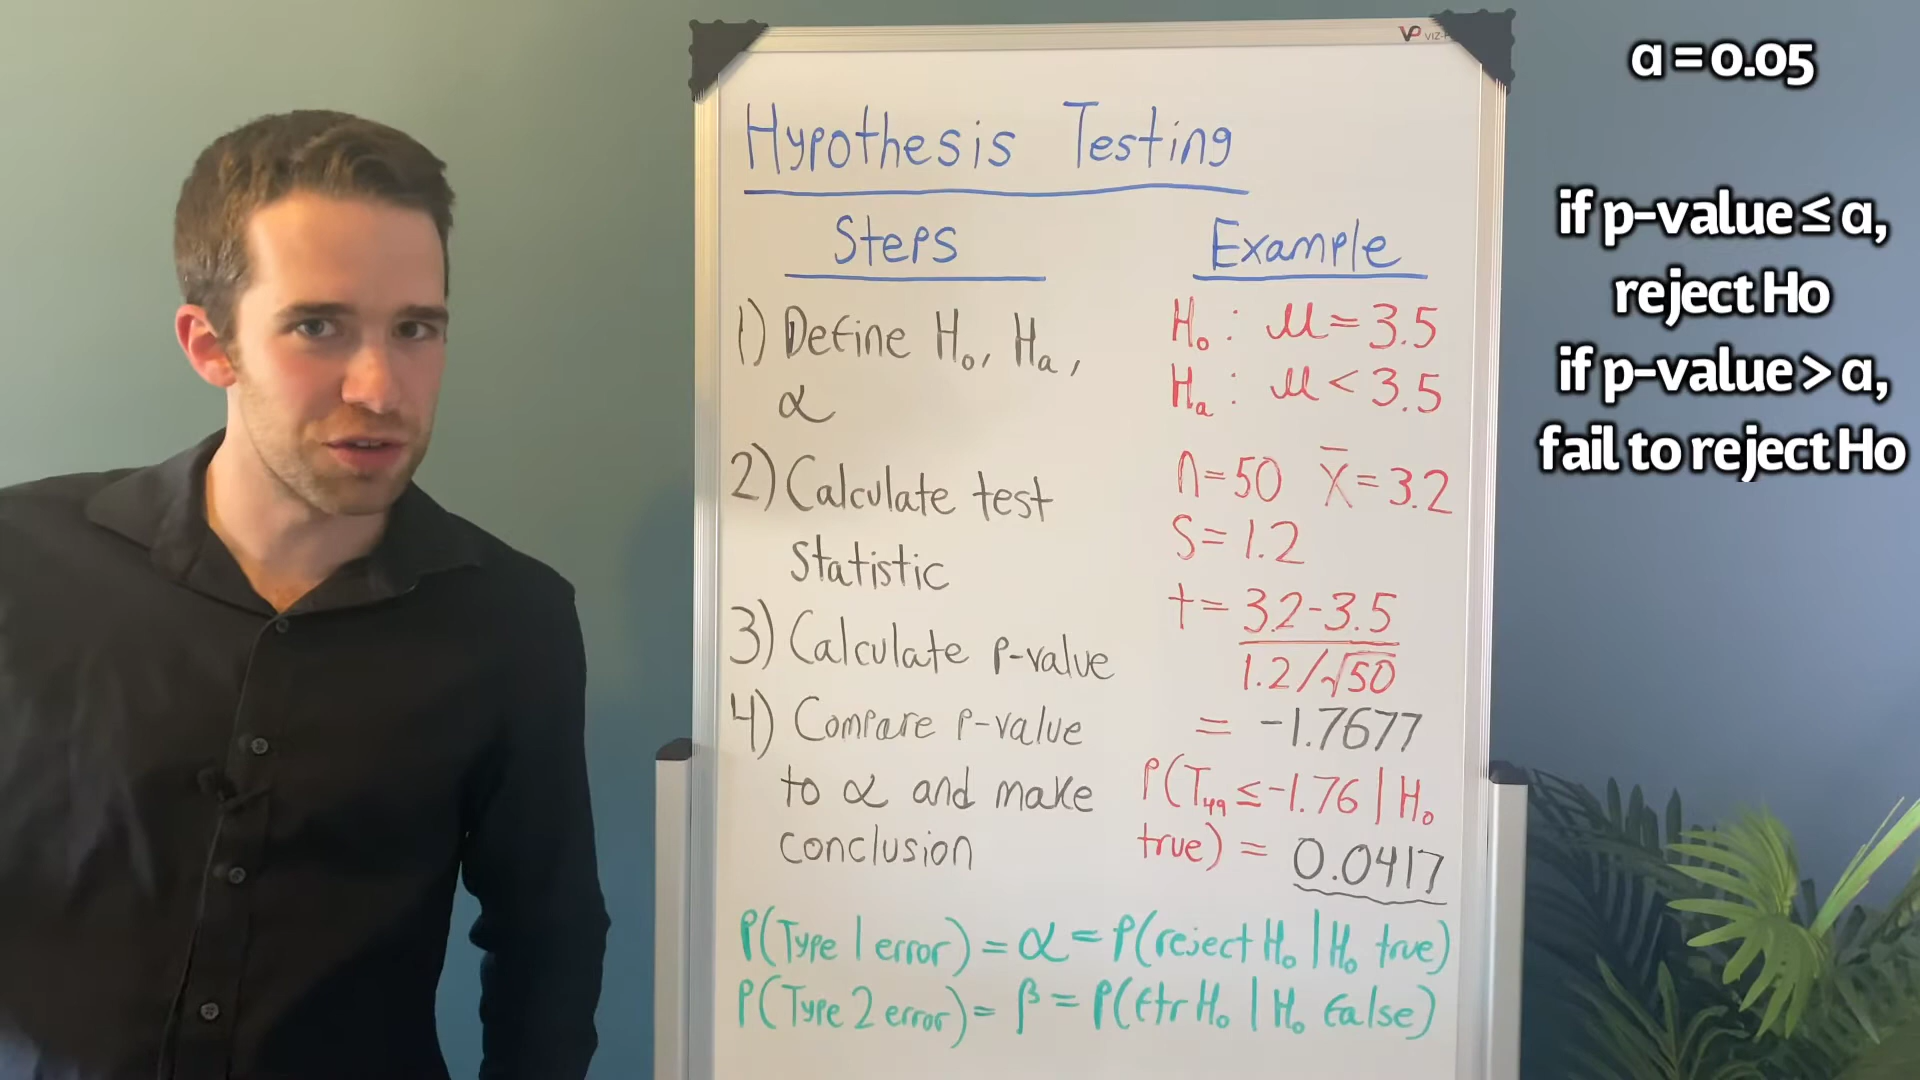 VP VIZ-P
Hypothesis Testing
Steps
1) Define H₀, Hₐ,
α
2) Calculate test
statistic
3) Calculate p-value
4) Compare p-value
to α and make
conclusion
Example
H₀: μ = 3.5
Hₐ: μ < 3.5
n=50 x̄=3.2
S=1.2
t= 3.2-3.5
1.2/√50
= -1.7677
P(T₄₉ ≤ -1.76 | H₀
true) = 0.0417
P(Type 1 error) = α = P(reject H₀ | H₀ true)
P(Type 2 error) = β = P(ftr H₀ | H₀ false)
α = 0.05
if p-value ≤ α,
reject Ho
if p-value > α,
fail to reject Ho